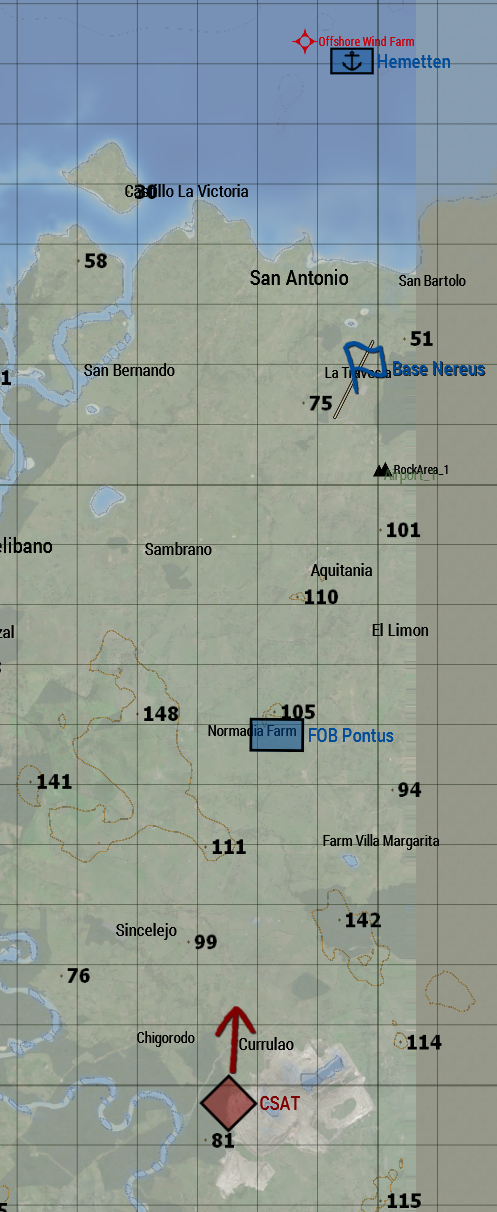 Offshore Wind Farm
Hemetten
Castillo La Victoria
30
58
San Antonio
San Bartolo
51
San Bernando
1
La Travesia
Base Nereus
75
RockArea_1
Airport_1
101
elibano
Sambrano
Aquitania
110
zal
El Limon
148
105
Normadia Farm
FOB Pontus
141
94
111
Farm Villa Margarita
142
Sincelejo
99
76
Chigorodo
Currulao
114
CSAT
81
115
5